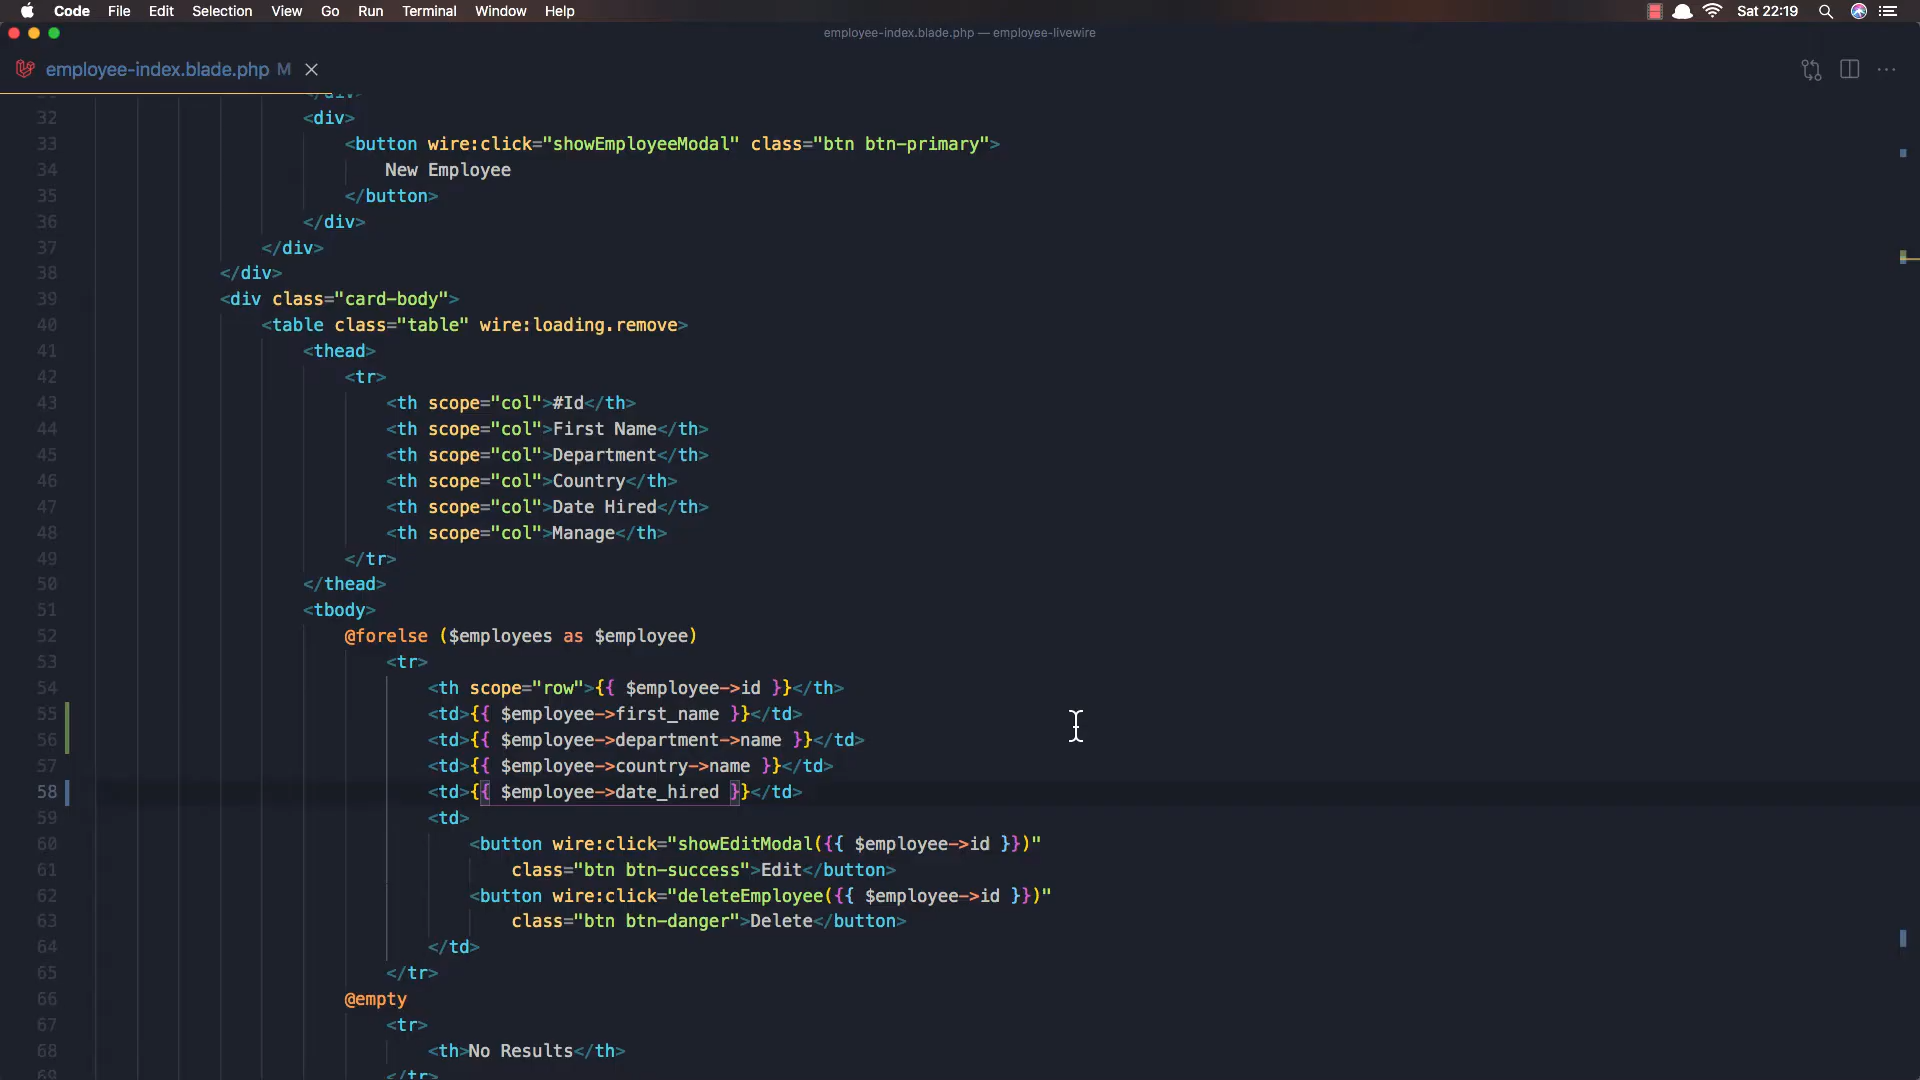 Code File Edit Selection View Go Run Terminal Window Help Sat 22:19
employee-index.blade.php — employee-livewire
employee-index.blade.php M
</div>
32 <div>
33 <button wire:click="showEmployeeModal" class="btn btn-primary">
34 New Employee
35 </button>
36 </div>
37 </div>
38 </div>
39 <div class="card-body">
40 <table class="table" wire:loading.remove>
41 <thead>
42 <tr>
43 <th scope="col">#Id</th>
44 <th scope="col">First Name</th>
45 <th scope="col">Department</th>
46 <th scope="col">Country</th>
47 <th scope="col">Date Hired</th>
48 <th scope="col">Manage</th>
49 </tr>
50 </thead>
51 <tbody>
52 @forelse ($employees as $employee)
53 <tr>
54 <th scope="row">{{ $employee->id }}</th>
55 <td>{{ $employee->first_name }}</td>
56 <td>{{ $employee->department->name }}</td>
57 <td>{{ $employee->country->name }}</td>
58 <td>{{ $employee->date_hired }}</td>
59 <td>
60 <button wire:click="showEditModal({{ $employee->id }})"
61 class="btn btn-success">Edit</button>
62 <button wire:click="deleteEmployee({{ $employee->id }})"
63 class="btn btn-danger">Delete</button>
64 </td>
65 </tr>
66 @empty
67 <tr>
68 <th>No Results</th>
69 </tr>